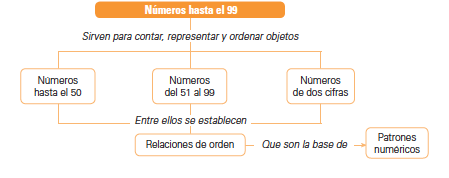 Números hasta el 99
Sirven para contar, representar y ordenar objetos
Números
hasta el 50
Números
del 51 al 99
Números
de dos cifras
Entre ellos se establecen
Relaciones de orden
Que son la base de
Patrones
numéricos